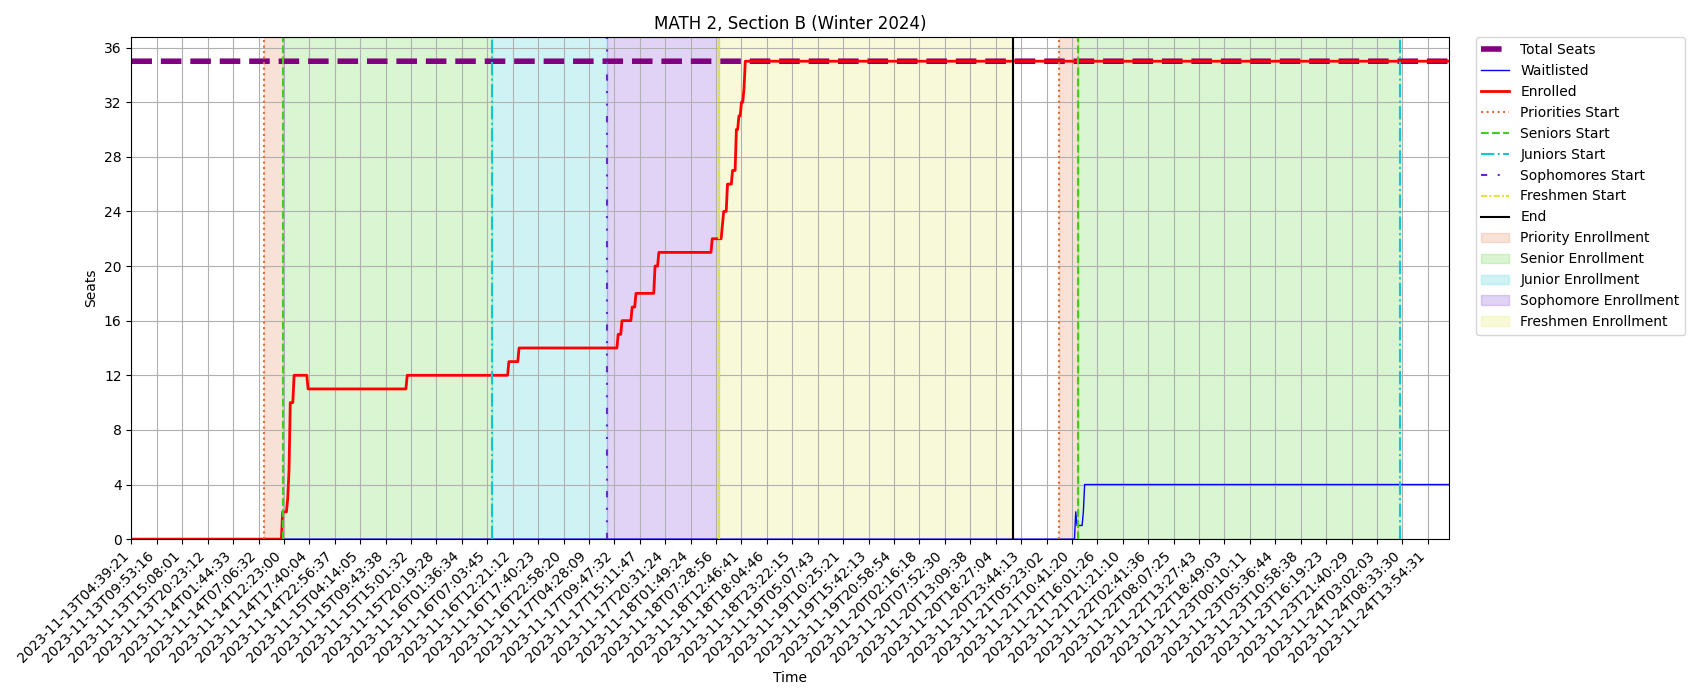 MATH 2, Section B (Winter 2024)
Seats
36
32
28
24
20
16
12
8
4
0
2023-11-13T04:39:21
2023-11-13T09:53:16
2023-11-13T15:08:01
2023-11-13T20:23:12
2023-11-14T01:44:33
2023-11-14T07:06:32
2023-11-14T12:23:00
2023-11-14T17:40:04
2023-11-14T22:56:37
2023-11-15T04:14:05
2023-11-15T09:43:38
2023-11-15T15:01:32
2023-11-15T20:19:28
2023-11-16T01:36:34
2023-11-16T07:03:45
2023-11-16T12:21:12
2023-11-16T17:40:23
2023-11-16T22:58:20
2023-11-17T04:28:09
2023-11-17T09:47:32
2023-11-17T15:11:47
2023-11-17T20:31:24
2023-11-18T01:49:24
2023-11-18T07:28:56
2023-11-18T12:46:41
2023-11-18T18:04:46
2023-11-18T23:22:15
2023-11-19T05:07:43
2023-11-19T10:25:21
2023-11-19T15:42:13
2023-11-19T20:58:54
2023-11-20T02:16:18
2023-11-20T07:52:30
2023-11-20T13:09:38
2023-11-20T18:27:04
2023-11-20T23:44:13
2023-11-21T05:23:02
2023-11-21T10:41:20
2023-11-21T16:01:26
2023-11-21T21:21:10
2023-11-22T02:41:36
2023-11-22T08:07:25
2023-11-22T13:27:43
2023-11-22T18:49:03
2023-11-23T00:10:11
2023-11-23T05:36:44
2023-11-23T10:58:38
2023-11-23T16:19:23
2023-11-23T21:40:29
2023-11-24T03:02:03
2023-11-24T08:33:30
2023-11-24T13:54:31
Time
Total Seats
Waitlisted
Enrolled
Priorities Start
Seniors Start
Juniors Start
Sophomores Start
Freshmen Start
End
Priority Enrollment
Senior Enrollment
Junior Enrollment
Sophomore Enrollment
Freshmen Enrollment